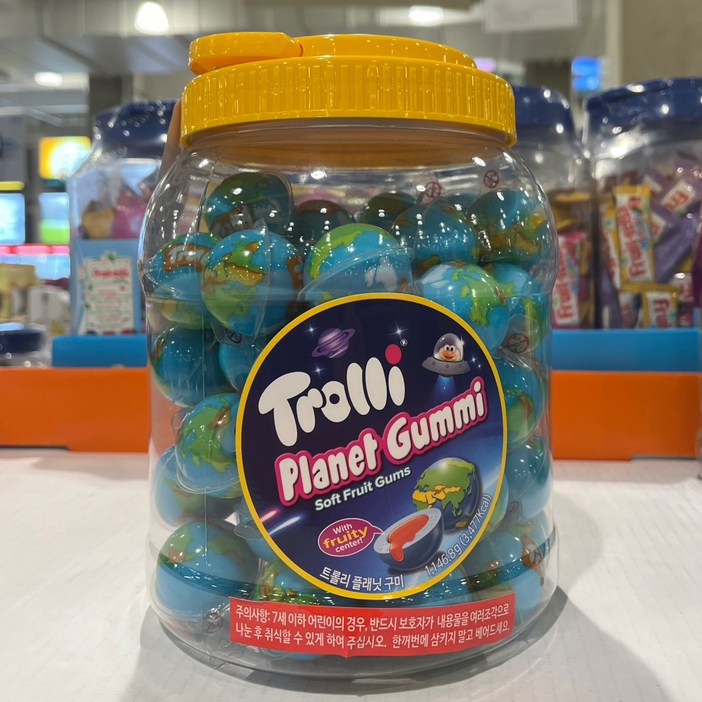 Trolli
Planet Gummi
Soft Fruit Gums
With
fruity
center!
트롤리 플래닛 구미
1,146.8g (3,477Kcal)
주의사항: 7세 이하 어린이의 경우, 반드시 보호자가 내용물을 여러조각으로
나눈 후 취식할 수 있게 하여 주십시오. 한꺼번에 삼키지 말고 베어드세요.